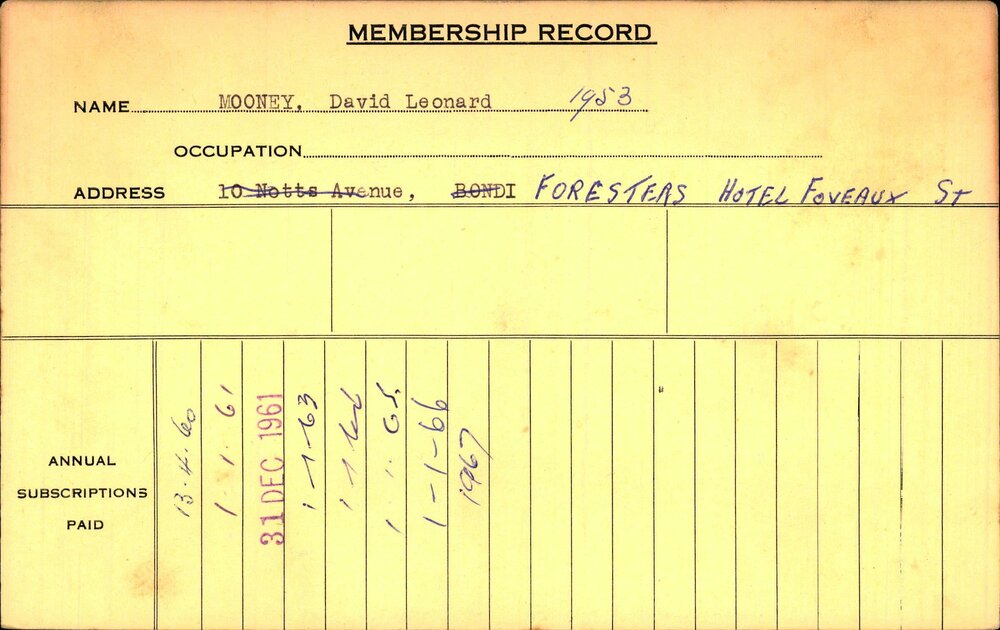 MEMBERSHIP RECORD
NAME MOONEY, David Leonard 1953
OCCUPATION
ADDRESS 10 Notts Avenue, BONDI FORESTERS HOTEL FOVEAUX ST
ANNUAL
SUBSCRIPTIONS
PAID
13.4.60
1.1.61
31 DEC 1961
1-1-63
1 1 64
1 1 65.
1-1-66
1967